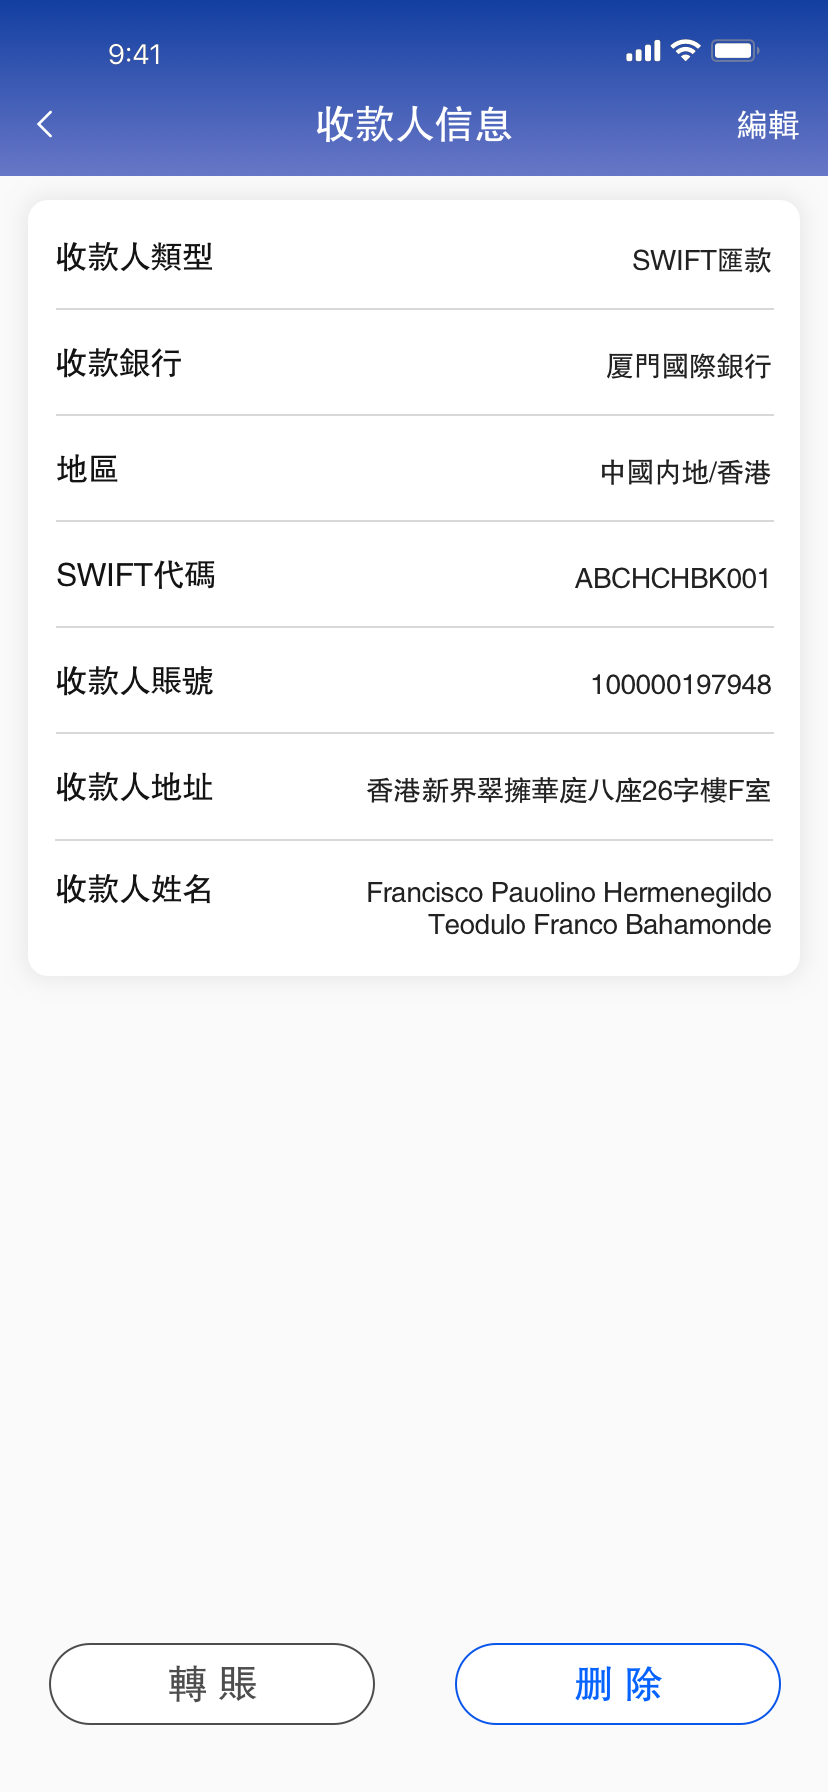 9:41
收款人信息
編輯
收款人類型 SWIFT匯款
收款銀行 厦門國際銀行
地區 中國内地/香港
SWIFT代碼 ABCHCHBK001
收款人賬號 100000197948
收款人地址 香港新界翠擁華庭八座26字樓F室
收款人姓名 Francisco Pauolino Hermenegildo
Teodulo Franco Bahamonde
轉賬 删除